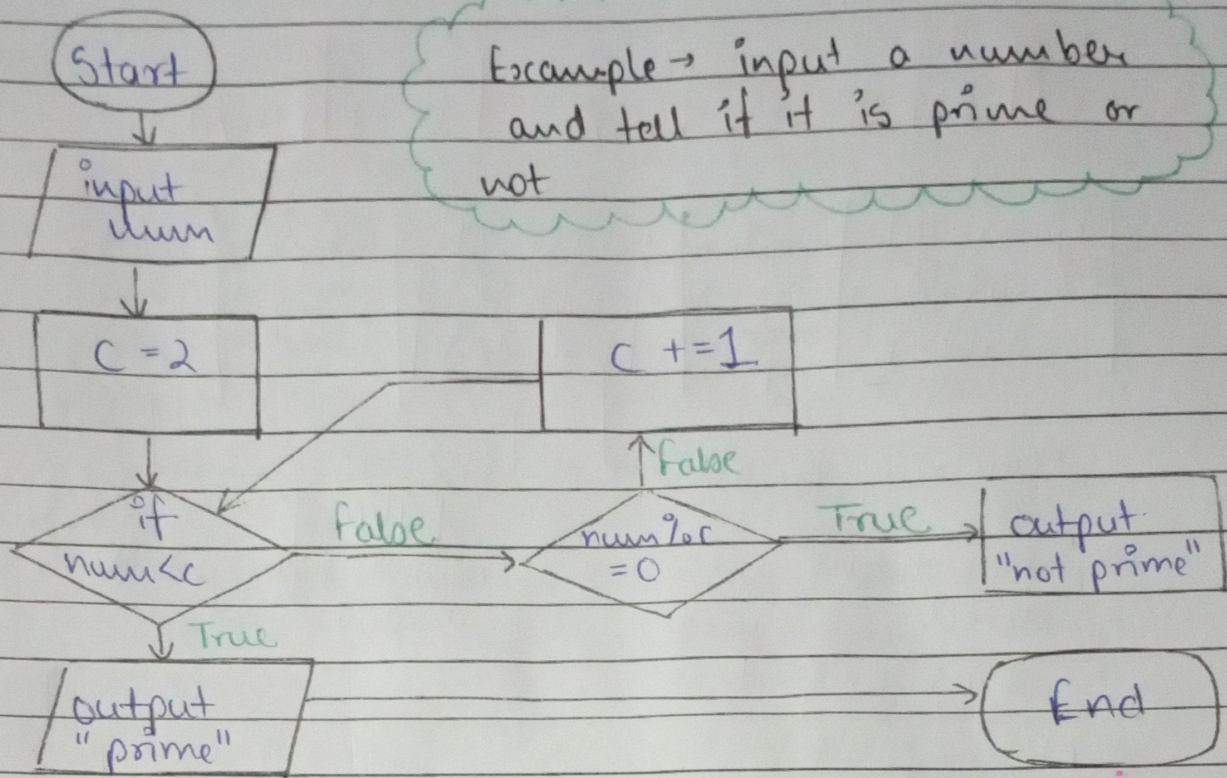 Start
Example → input a number
and tell if it is prime or
not
input
num
C = 2
C += 1
False
if
num<c
False
num%c
= 0
True
output
"not prime"
True
output
"prime"
End